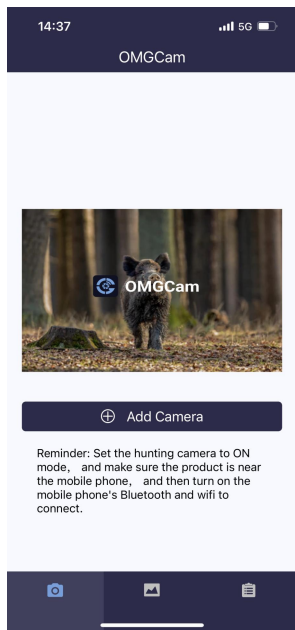 14:37
5G
OMGCam
OMGCam
Add Camera
Reminder: Set the hunting camera to ON
mode， and make sure the product is near
the mobile phone， and then turn on the
mobile phone's Bluetooth and wifi to
connect.